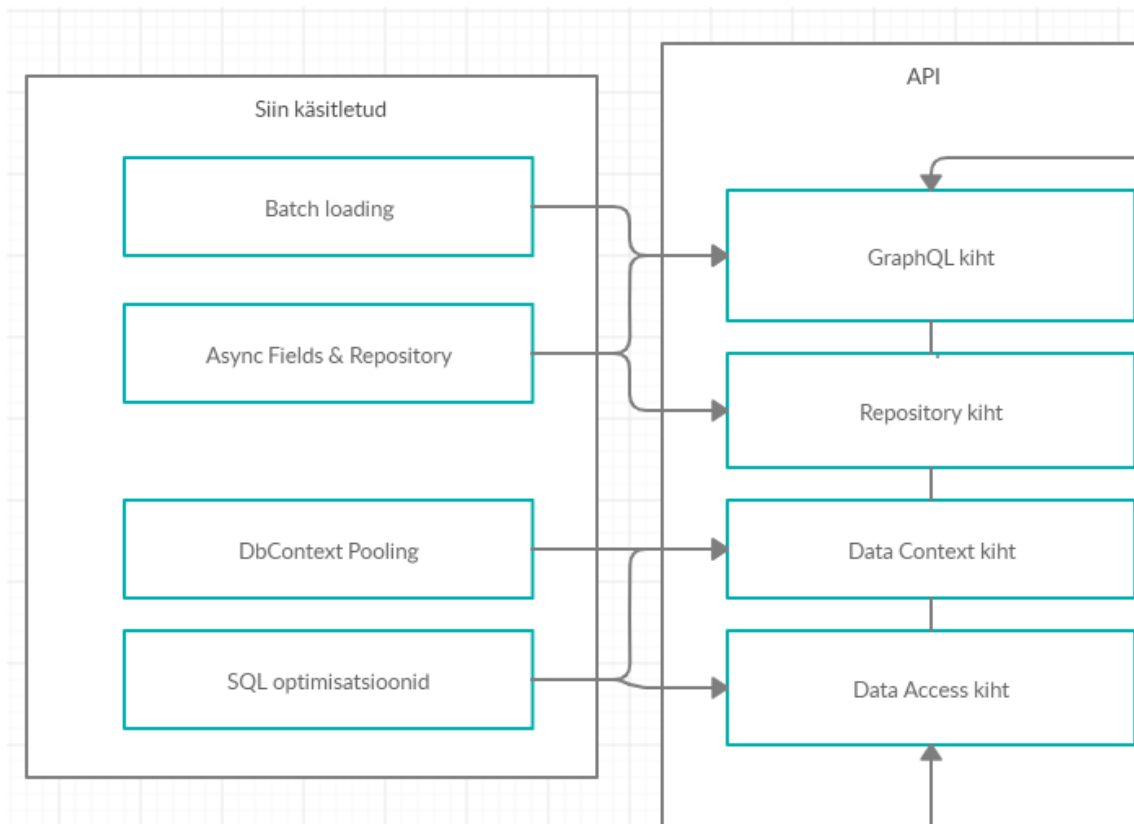 Siin käsitletud
Batch loading
Async Fields & Repository
DbContext Pooling
SQL optimisatsioonid
API
GraphQL kiht
Repository kiht
Data Context kiht
Data Access kiht